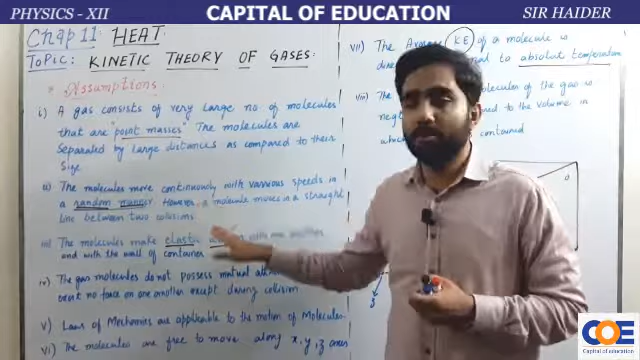 PHYSICS - XII
CAPITAL OF EDUCATION
SIR HAIDER
Chap 11: HEAT
TOPIC: KINETIC THEORY OF GASES:
* Assumptions
i) A gas consists of very large no of molecules
that are "point masses" The molecules are
separated by large distances as compared to their
size
ii) The molecules move continuously with various speeds in
a random manner. However, a molecule moves in a straight
line between two collisions
iii) The molecules make elastic with one another
and with the wall of container
iv) The gas molecules do not possess mutual
exert no force on one another except during collision
v) Laws of Mechanics are applicable to the motion of Molecules.
vi) The molecules are free to move along x, y, z axes
vii) The Average KE of a molecule is
to absolute temperature
viii) The molecules of the gas is
to the volume in
contained
COE
Capital of education